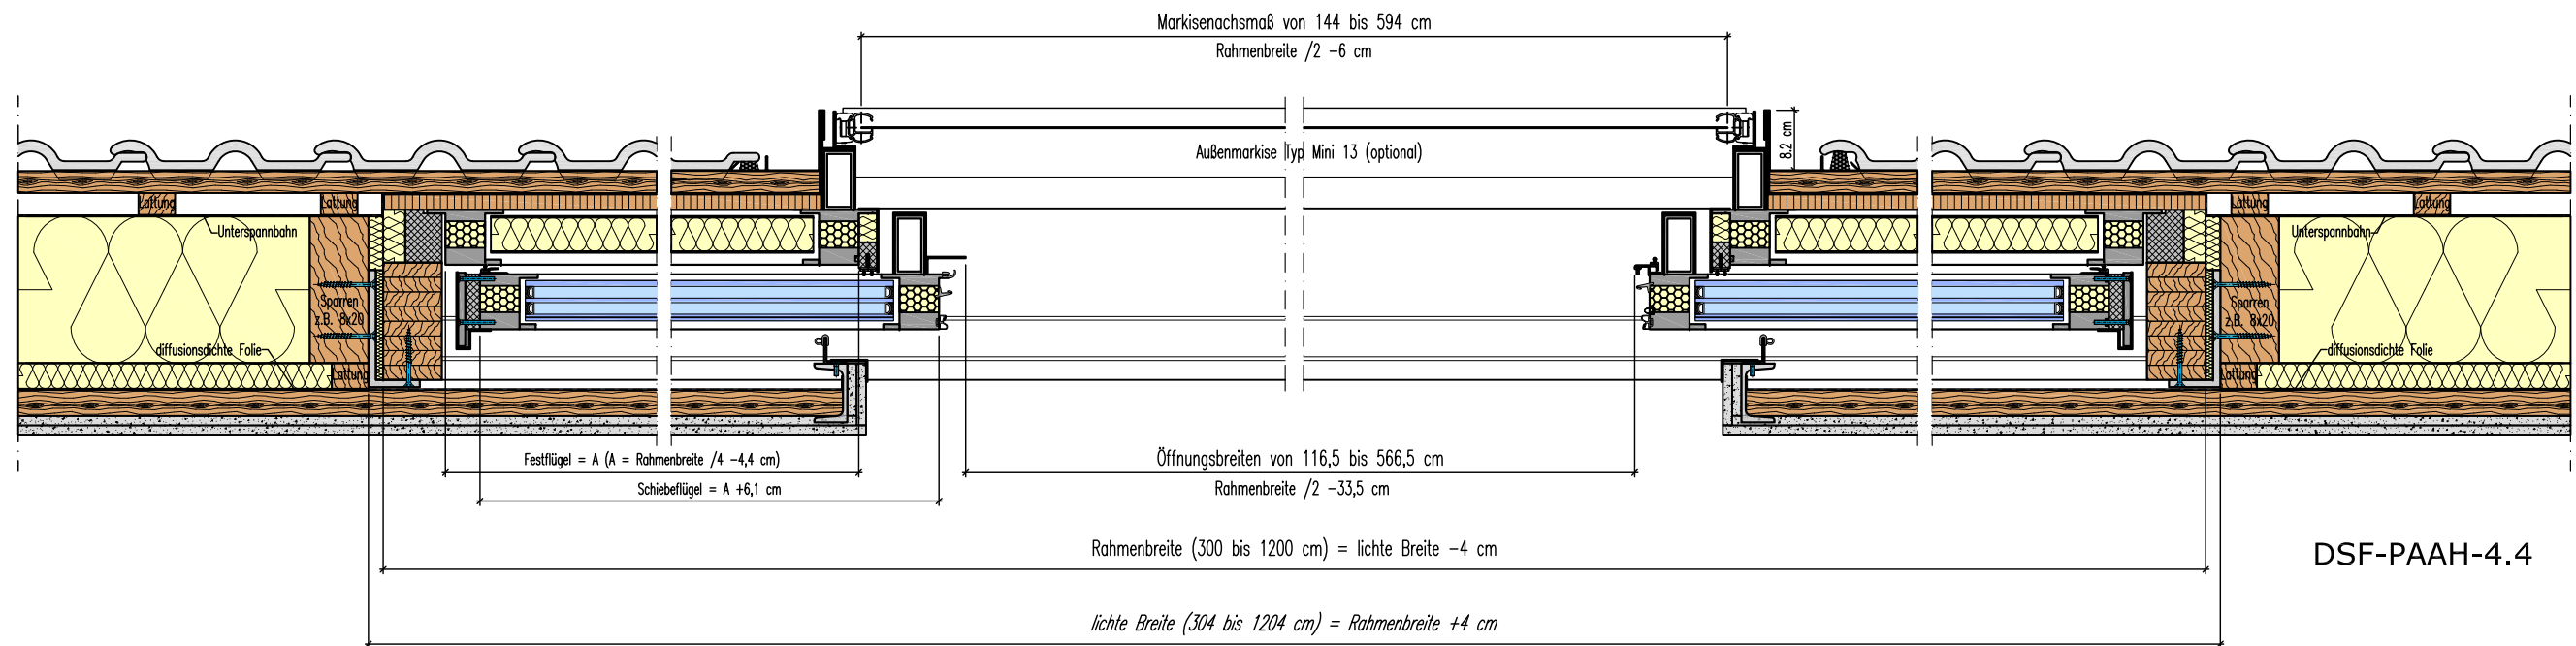 Markisenachsmaß von 144 bis 594 cm
Rahmenbreite /2 -6 cm
8.2 cm
Außenmarkise Typ Mini 13 (optional)
Lattung
Lattung
Lattung
Lattung
Unterspannbahn
Unterspannbahn
Sparren
z.B. 8x20
Sparren
z.B. 8x20
diffusionsdichte Folie
diffusionsdichte Folie
Lattung
Lattung
Festflügel = A (A = Rahmenbreite /4 -4,4 cm)
Öffnungsbreiten von 116,5 bis 566,5 cm
Schiebeflügel = A +6,1 cm
Rahmenbreite /2 -33,5 cm
Rahmenbreite (300 bis 1200 cm) = lichte Breite -4 cm
DSF-PAAH-4.4
lichte Breite (304 bis 1204 cm) = Rahmenbreite +4 cm